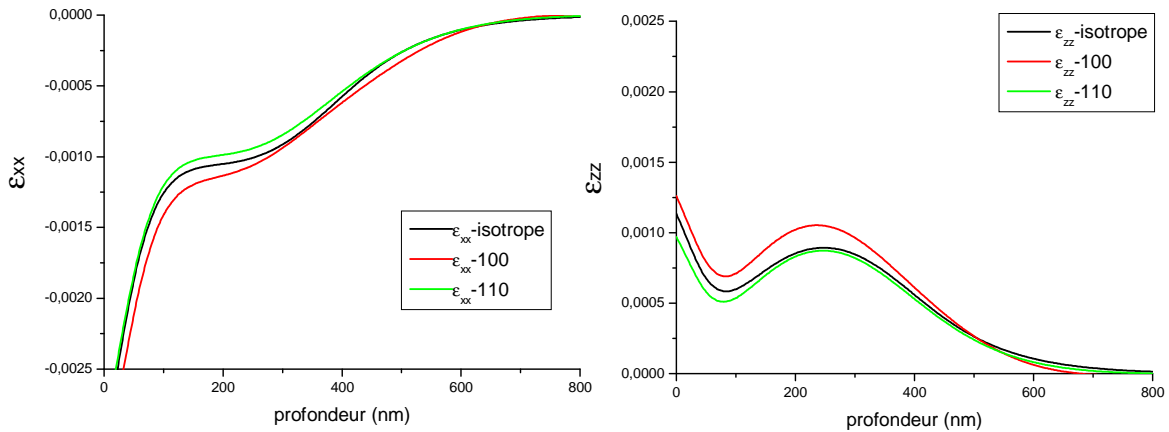 0,0000
-0,0005
-0,0010
-0,0015
-0,0020
-0,0025
εxx
0 200 400 600 800
profondeur (nm)
εxx-isotrope
εxx-100
εxx-110
0,0025
0,0020
0,0015
0,0010
0,0005
0,0000
εzz
0 200 400 600 800
profondeur (nm)
εzz-isotrope
εzz-100
εzz-110